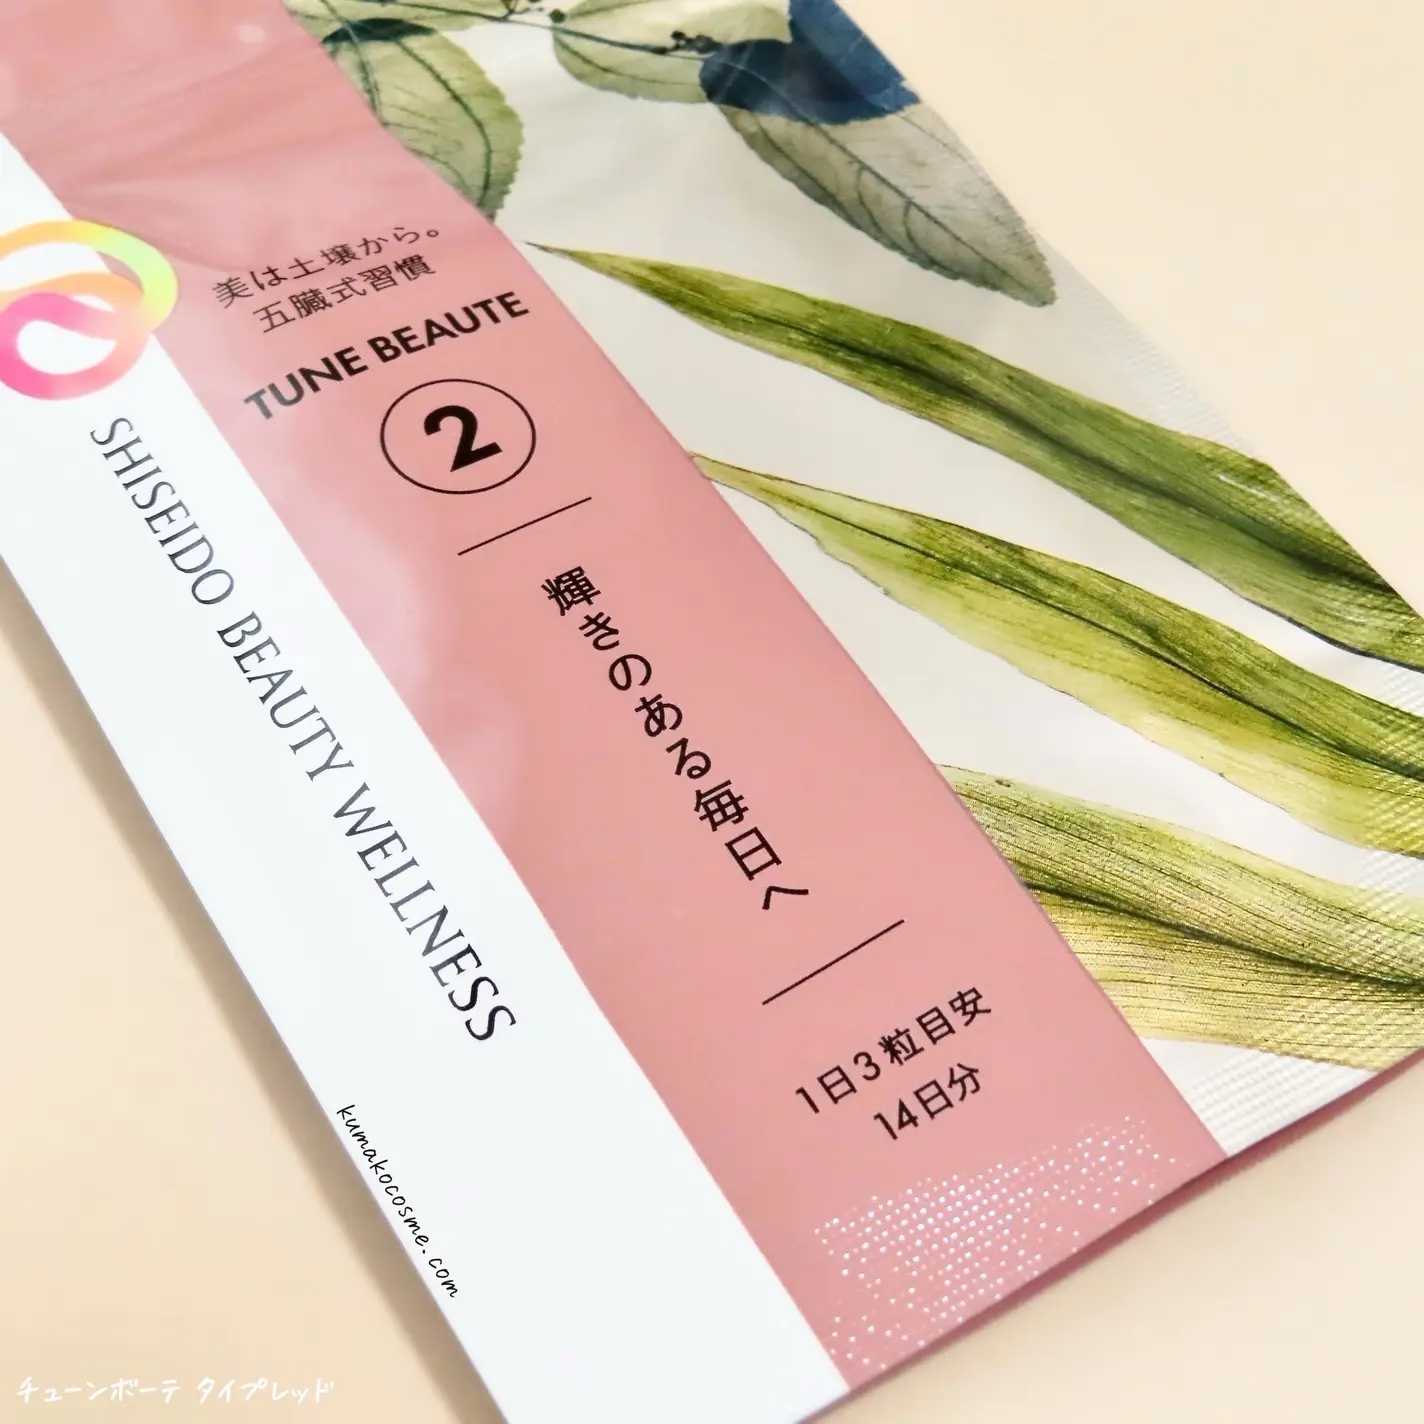 美は土壌から。
五臓式習慣
TUNE BEAUTE
2
輝きのある毎日へ
1日3粒目安
14日分
SHISEIDO BEAUTY WELLNESS
kumakocosme.com
チューンボーテ タイプレッド